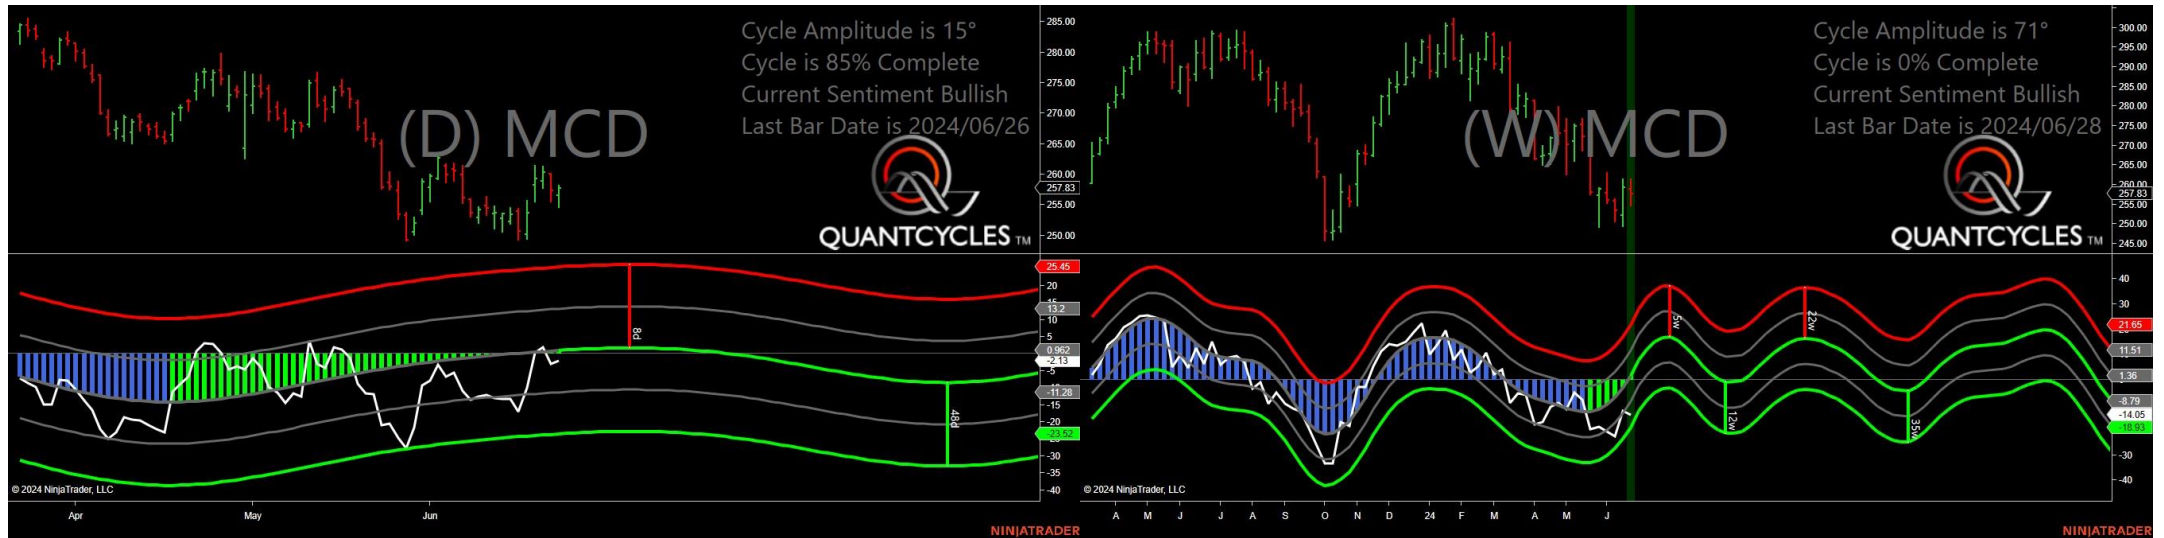 Cycle Amplitude is 15°
Cycle is 85% Complete
Current Sentiment Bullish
Last Bar Date is 2024/06/26
(D) MCD
QUANTCYCLES TM
285.00
280.00
275.00
270.00
265.00
260.00
257.83
255.00
250.00
25.45
20
15
13.2
10
5
0.962
-2.13
-5
-11.28
-15
-20
-23.52
-30
-35
-40
8d
48d
© 2024 NinjaTrader, LLC
Apr May Jun
NINJATRADER
Cycle Amplitude is 71°
Cycle is 0% Complete
Current Sentiment Bullish
Last Bar Date is 2024/06/28
(W) MCD
QUANTCYCLES TM
300.00
295.00
290.00
285.00
280.00
275.00
270.00
265.00
260.00
257.83
255.00
250.00
245.00
40
30
21.65
11.51
1.36
-8.79
-14.05
-18.93
-30
-40
5w
22w
12w
35w
© 2024 NinjaTrader, LLC
A M J J A S O N D 24 F M A M J
NINJATRADER